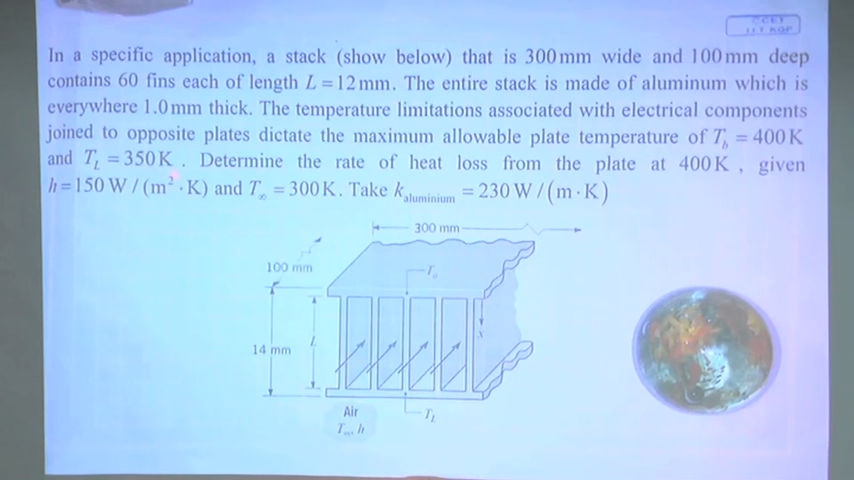 In a specific application, a stack (show below) that is 300 mm wide and 100 mm deep
contains 60 fins each of length L = 12 mm. The entire stack is made of aluminum which is
everywhere 1.0 mm thick. The temperature limitations associated with electrical components
joined to opposite plates dictate the maximum allowable plate temperature of T_b = 400 K
and T_L = 350 K . Determine the rate of heat loss from the plate at 400 K , given
h = 150 W / (m² · K) and T_∞ = 300 K. Take k_aluminium = 230 W / (m · K)
300 mm
100 mm
L
x
14 mm
Air
T_∞, h
T_L